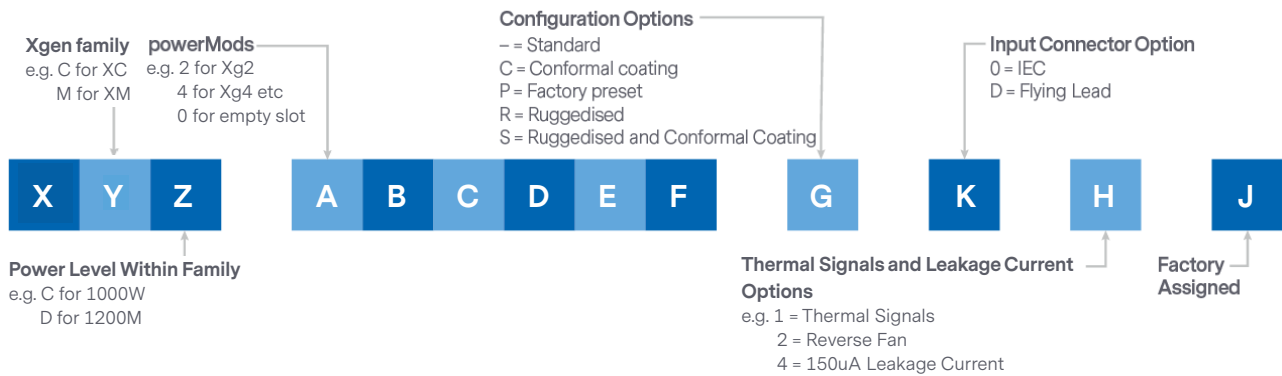 Configuration Options
– = Standard
C = Conformal coating
P = Factory preset
R = Ruggedised
S = Ruggedised and Conformal Coating
Xgen family
e.g. C for XC
M for XM
powerMods
e.g. 2 for Xg2
4 for Xg4 etc
0 for empty slot
Input Connector Option
0 = IEC
D = Flying Lead
X Y Z A B C D E F G K H J
Power Level Within Family
e.g. C for 1000W
D for 1200M
Thermal Signals and Leakage Current
Options
e.g. 1 = Thermal Signals
2 = Reverse Fan
4 = 150uA Leakage Current
Factory
Assigned